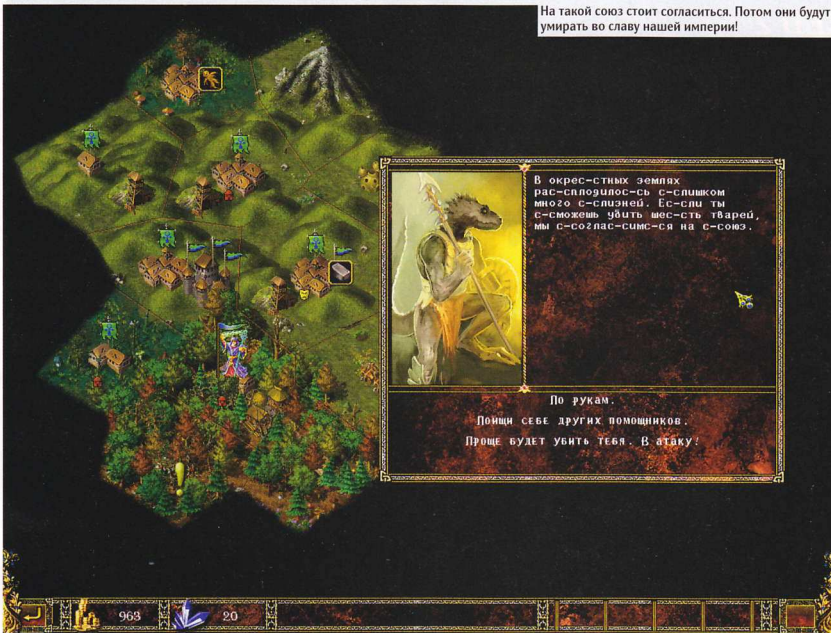 На такой союз стоит согласиться. Потом они будут
умирать во славу нашей империи!
В окрес-стных землях
рас-сплодилос-сь с-слишком
много с-слизней. Ес-сли ты
с-сможешь убить шес-сть тварей,
мы с-соглас-симс-ся на с-союз.
По рукам.
Поищи себе других помощников.
Проще будет убить тебя. В атаку!
963
20